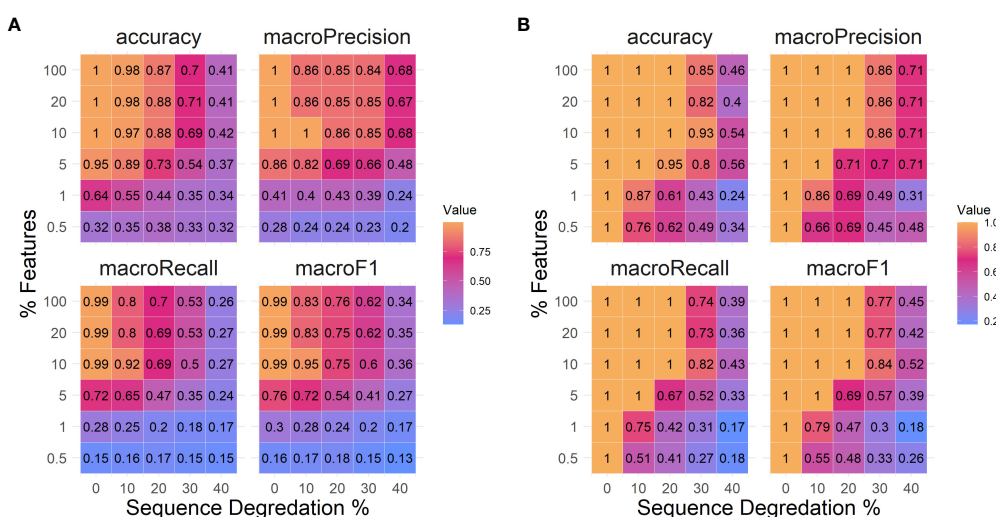 A
accuracy macroPrecision
100 1 0.98 0.87 0.7 0.41 1 0.86 0.85 0.84 0.68
20 1 0.98 0.88 0.71 0.41 1 0.86 0.85 0.85 0.67
10 1 0.97 0.88 0.69 0.42 1 1 0.86 0.85 0.68
5 0.95 0.89 0.73 0.54 0.37 0.86 0.82 0.69 0.66 0.48
1 0.64 0.55 0.44 0.35 0.34 0.41 0.4 0.43 0.39 0.24
0.5 0.32 0.35 0.38 0.33 0.32 0.28 0.24 0.24 0.23 0.2
macroRecall macroF1
100 0.99 0.8 0.7 0.53 0.26 0.99 0.83 0.76 0.62 0.34
20 0.99 0.8 0.69 0.53 0.27 0.99 0.83 0.75 0.62 0.35
10 0.99 0.92 0.69 0.5 0.27 0.99 0.95 0.75 0.6 0.36
5 0.72 0.65 0.47 0.35 0.24 0.76 0.72 0.54 0.41 0.27
1 0.28 0.25 0.2 0.18 0.17 0.3 0.28 0.24 0.2 0.17
0.5 0.15 0.16 0.17 0.15 0.15 0.16 0.17 0.18 0.15 0.13
0 10 20 30 40 0 10 20 30 40
Sequence Degredation %
% Features
Value
0.75
0.50
0.25
B
accuracy macroPrecision
100 1 1 1 0.85 0.46 1 1 1 0.86 0.71
20 1 1 1 0.82 0.4 1 1 1 0.86 0.71
10 1 1 1 0.93 0.54 1 1 1 0.86 0.71
5 1 1 0.95 0.8 0.56 1 1 0.71 0.7 0.71
1 1 0.87 0.61 0.43 0.24 1 0.86 0.69 0.49 0.31
0.5 1 0.76 0.62 0.49 0.34 1 0.66 0.69 0.45 0.48
macroRecall macroF1
100 1 1 1 0.74 0.39 1 1 1 0.77 0.45
20 1 1 1 0.73 0.36 1 1 1 0.77 0.42
10 1 1 1 0.82 0.43 1 1 1 0.84 0.52
5 1 1 0.67 0.52 0.33 1 1 0.69 0.57 0.39
1 1 0.75 0.42 0.31 0.17 1 0.79 0.47 0.3 0.18
0.5 1 0.51 0.41 0.27 0.18 1 0.55 0.48 0.33 0.26
0 10 20 30 40 0 10 20 30 40
Sequence Degredation %
% Features
Value
1.0
0.8
0.6
0.4
0.2